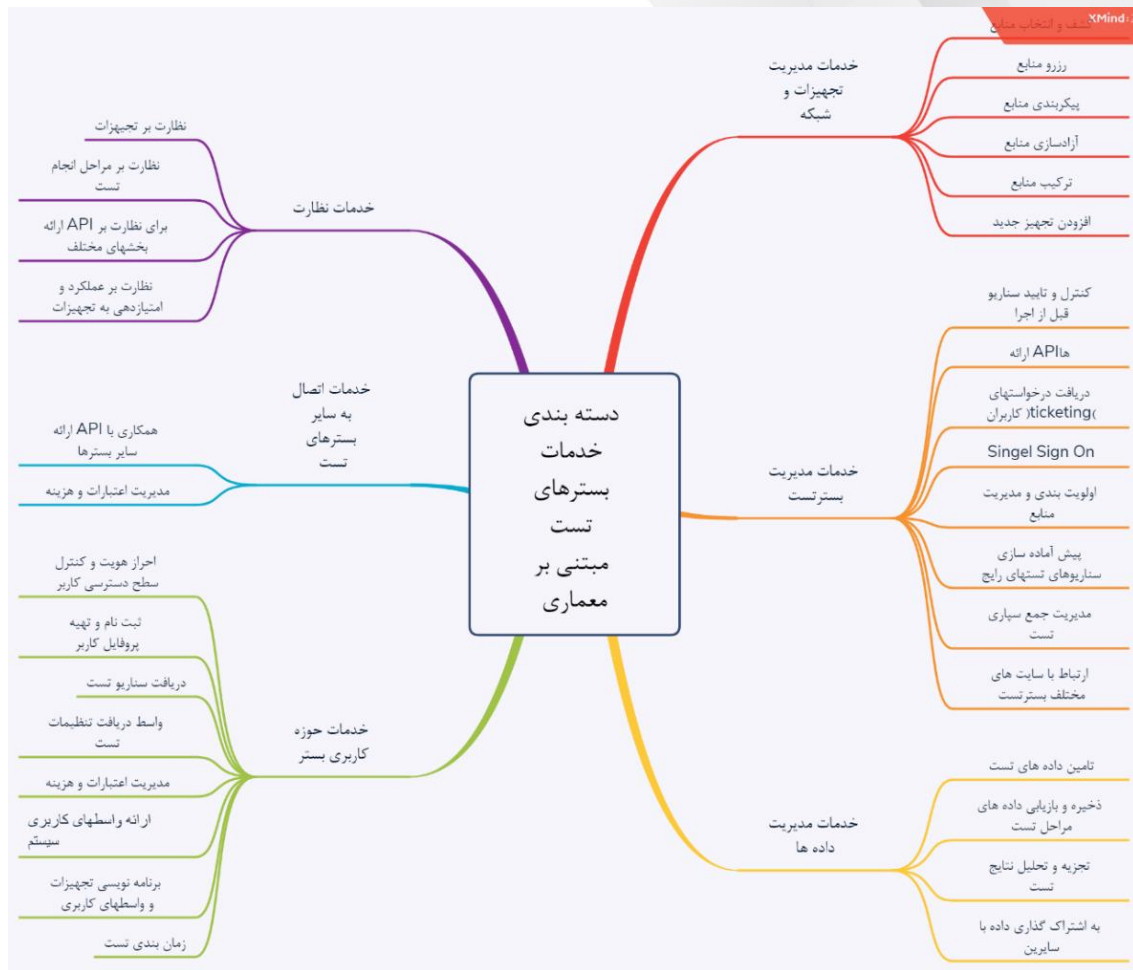 XMind
کشف و انتخاب منابع
خدمات مدیریت
تجهیزات و
شبکه
رزرو منابع
پیکربندی منابع
آزادسازی منابع
ترکیب منابع
افزودن تجهیز جدید
خدمات نظارت
نظارت بر تجیهزات
نظارت بر مراحل انجام
تست
برای نظارت بر API ارائه
بخشهای مختلف
نظارت بر عملکرد و
امتیازدهی به تجهیزات
دسته بندی
خدمات
بسترهای
تست
مبتنی بر
معماری
خدمات مدیریت
بسترتست
کنترل و تایید سناریو
قبل از اجرا
هاAPI ارائه
دریافت درخواستهای
)ticketing( کاربران
Singel Sign On
اولویت بندی و مدیریت
منابع
پیش آماده سازی
سناریوهای تستهای رایج
مدیریت جمع سپاری
تست
ارتباط با سایت های
مختلف بسترتست
خدمات اتصال
به سایر
بسترهای
تست
همکاری با API ارائه
سایر بسترها
مدیریت اعتبارات و هزینه
خدمات حوزه
کاربری بستر
احراز هویت و کنترل
سطح دسترسی کاربر
ثبت نام و تهیه
پروفایل کاربر
دریافت سناریو تست
واسط دریافت تنظیمات
تست
مدیریت اعتبارات و هزینه
ارائه واسطهای کاربری
سیستم
برنامه نویسی تجهیزات
و واسطهای کاربری
زمان بندی تست
خدمات مدیریت
داده ها
تامین داده های تست
ذخیره و بازیابی داده های
مراحل تست
تجزیه و تحلیل نتایج
تست
به اشتراک گذاری داده با
سایرین